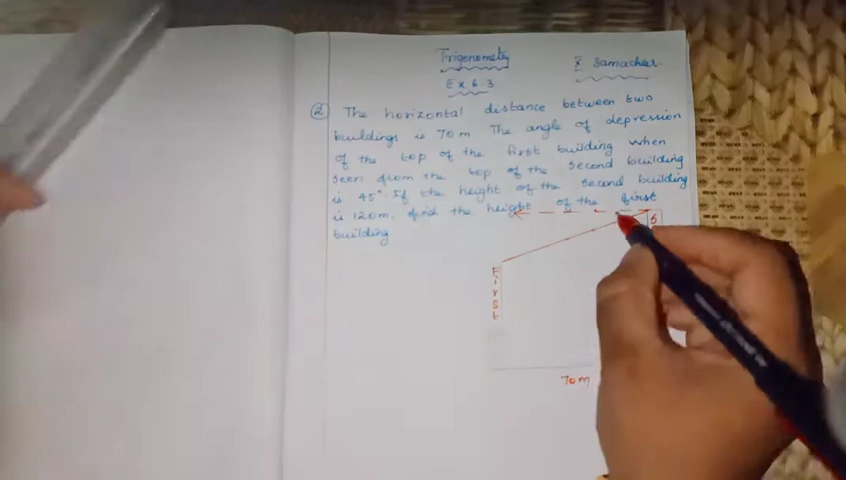 Trigonometry
X Samacheer.
Ex 6.3
② The horizontal distance between two
buildings is 70 m The angle of depression
of the top of the first building when
seen from the top of the second building
is 45°. If the height of the second building
is 120m, find the height of the first
building
S
First
70m